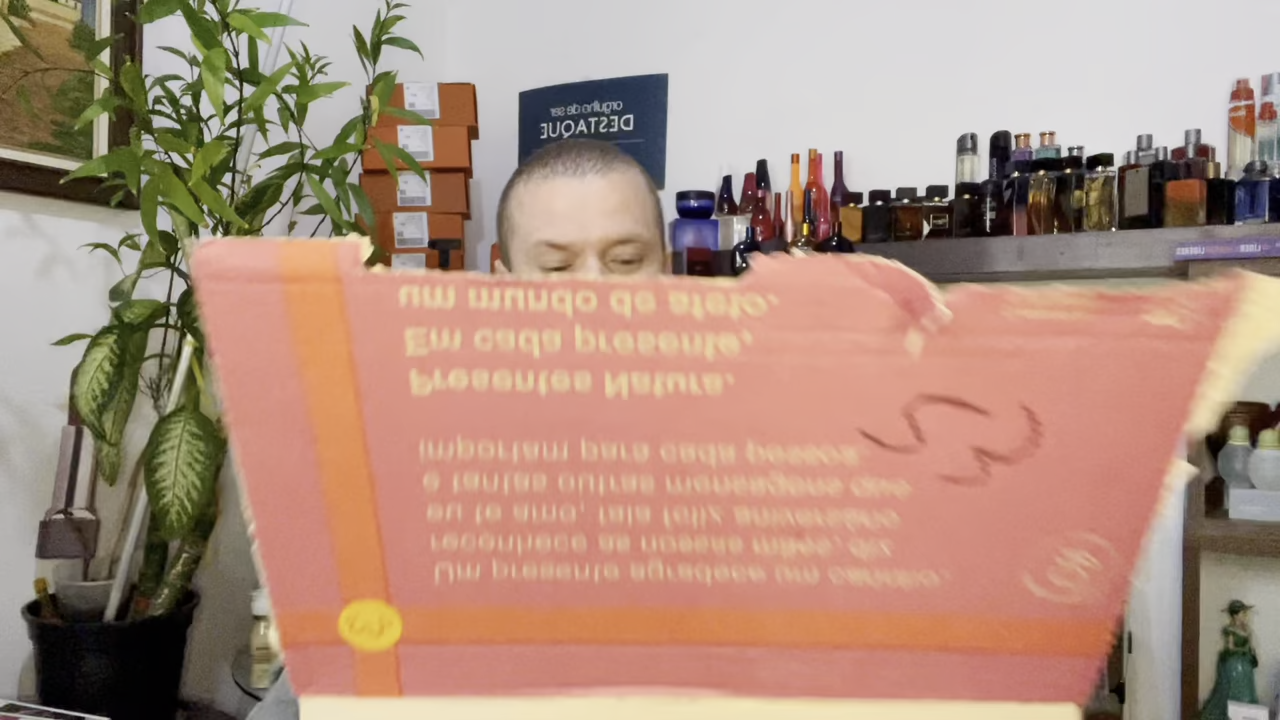 orgulho de ser
DESTAQUE
Um presente agradece um carinho,
reconhece as nossas mães, diz
eu te amo, fala feliz aniversário
e tantas outras mensagens que
importam para cada pessoa.
Presentes Natura.
Em cada presente,
um mundo de afeto.